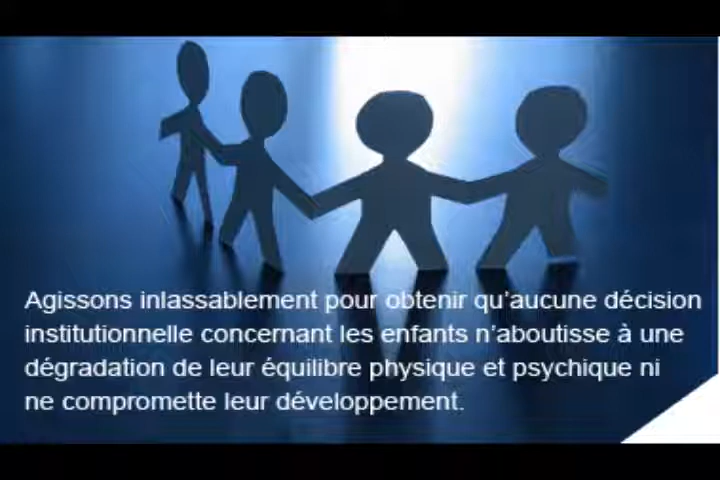 Agissons inlassablement pour obtenir qu'aucune décision
institutionnelle concernant les enfants n'aboutisse à une
dégradation de leur équilibre physique et psychique ni
ne compromette leur développement.